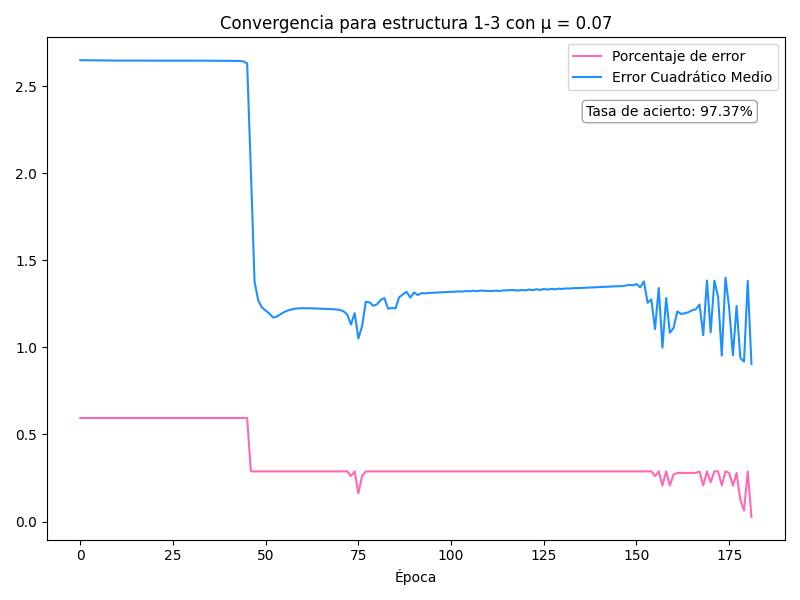 Convergencia para estructura 1-3 con μ = 0.07
Porcentaje de error
Error Cuadrático Medio
Tasa de acierto: 97.37%
2.5
2.0
1.5
1.0
0.5
0.0
0 25 50 75 100 125 150 175
Época